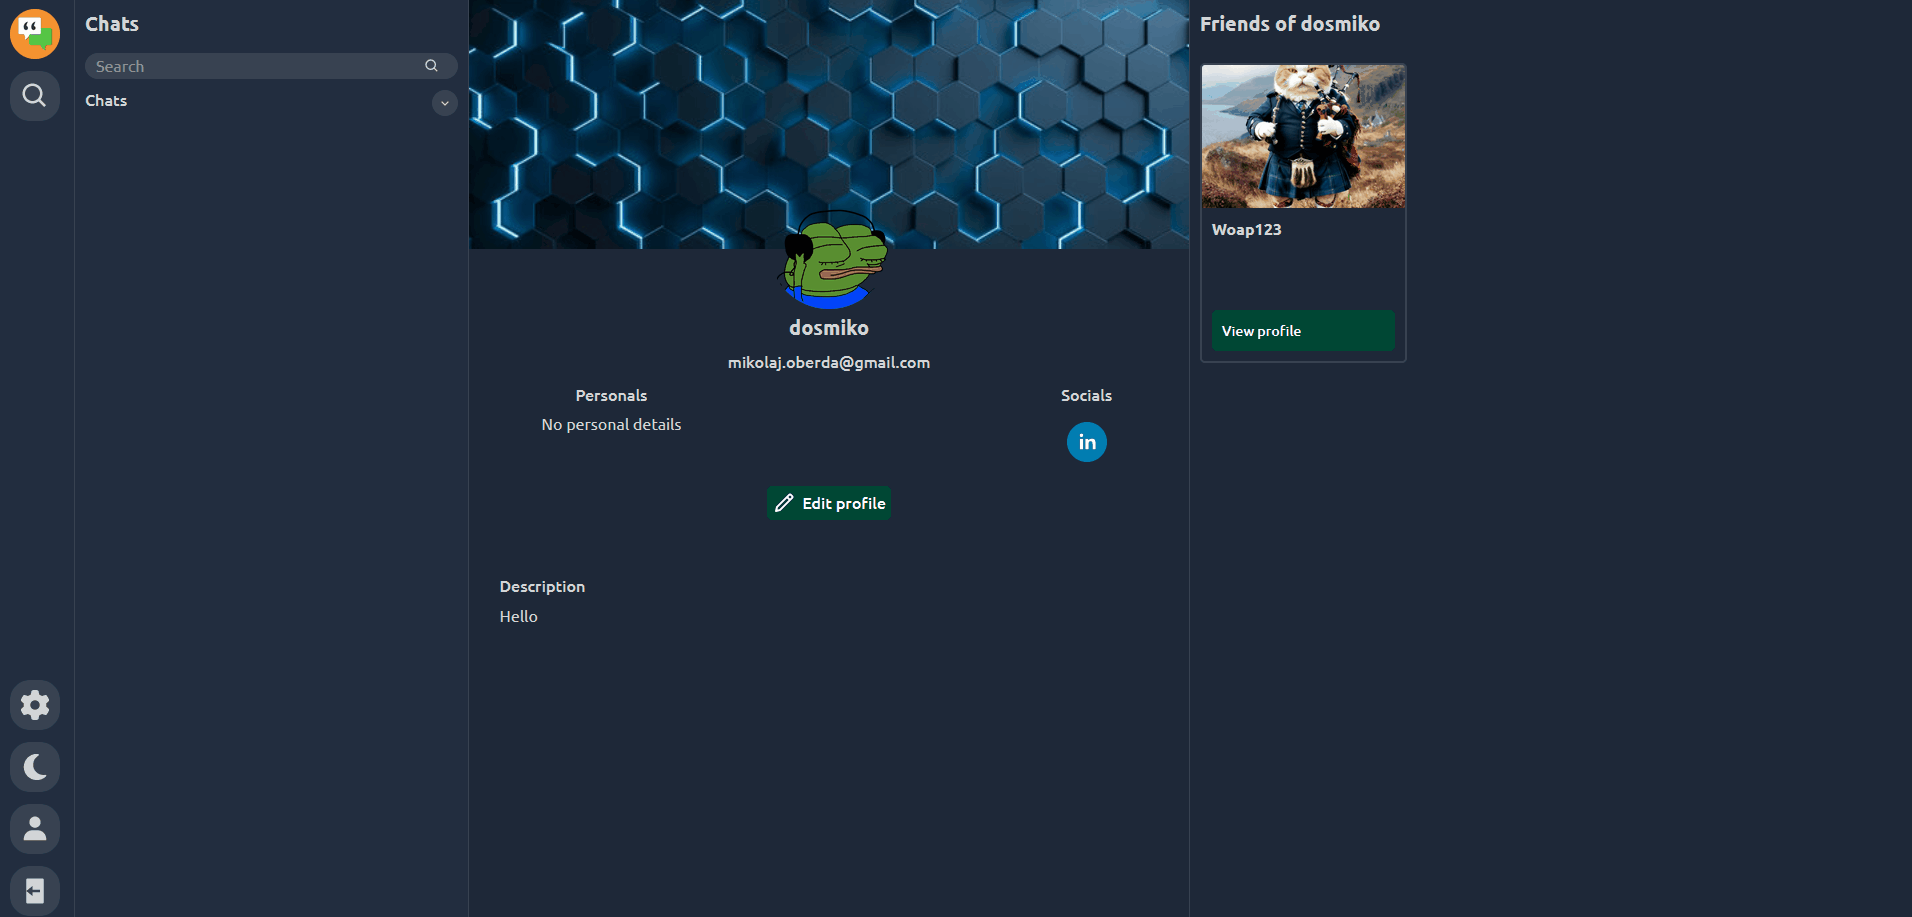 Chats
Search
Chats
dosmiko
mikolaj.oberda@gmail.com
Personals
No personal details
Socials
in
Edit profile
Description
Hello
Friends of dosmiko
Woap123
View profile